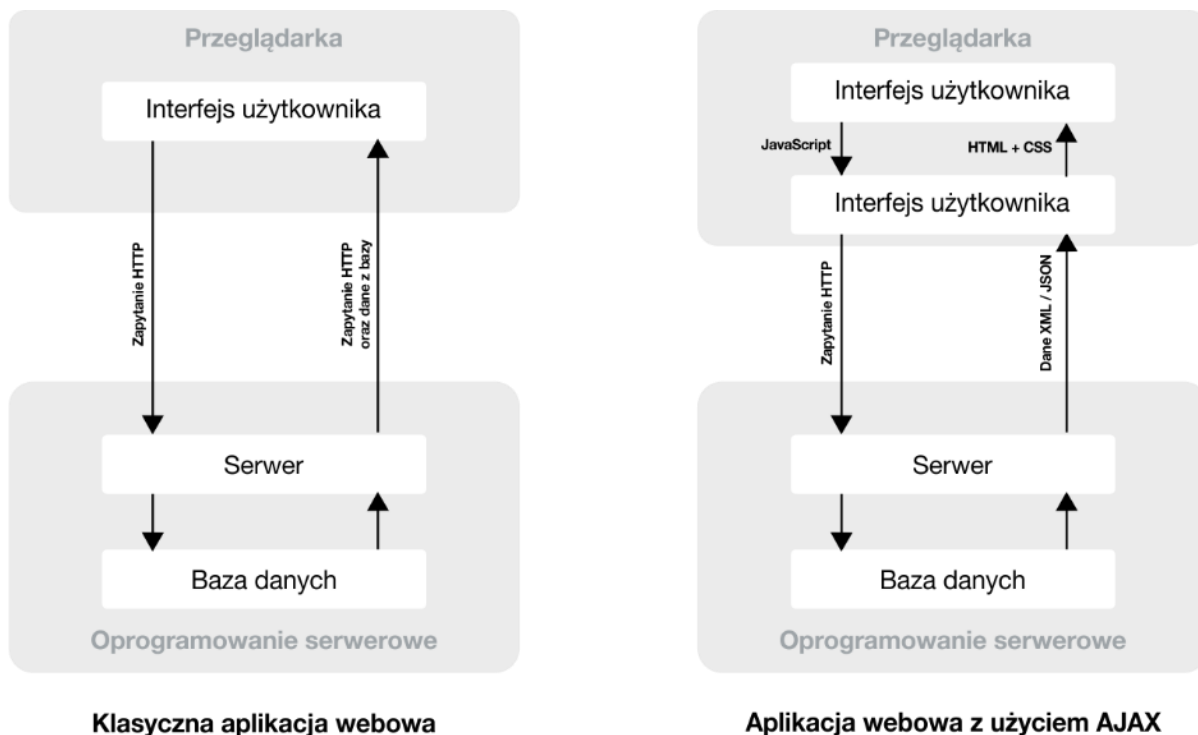 Przeglądarka
Interfejs użytkownika
Zapytanie HTTP
Zapytanie HTTP
oraz dane z bazy
Serwer
Baza danych
Oprogramowanie serwerowe
Klasyczna aplikacja webowa
Przeglądarka
Interfejs użytkownika
JavaScript
HTML + CSS
Interfejs użytkownika
Zapytanie HTTP
Dane XML / JSON
Serwer
Baza danych
Oprogramowanie serwerowe
Aplikacja webowa z użyciem AJAX